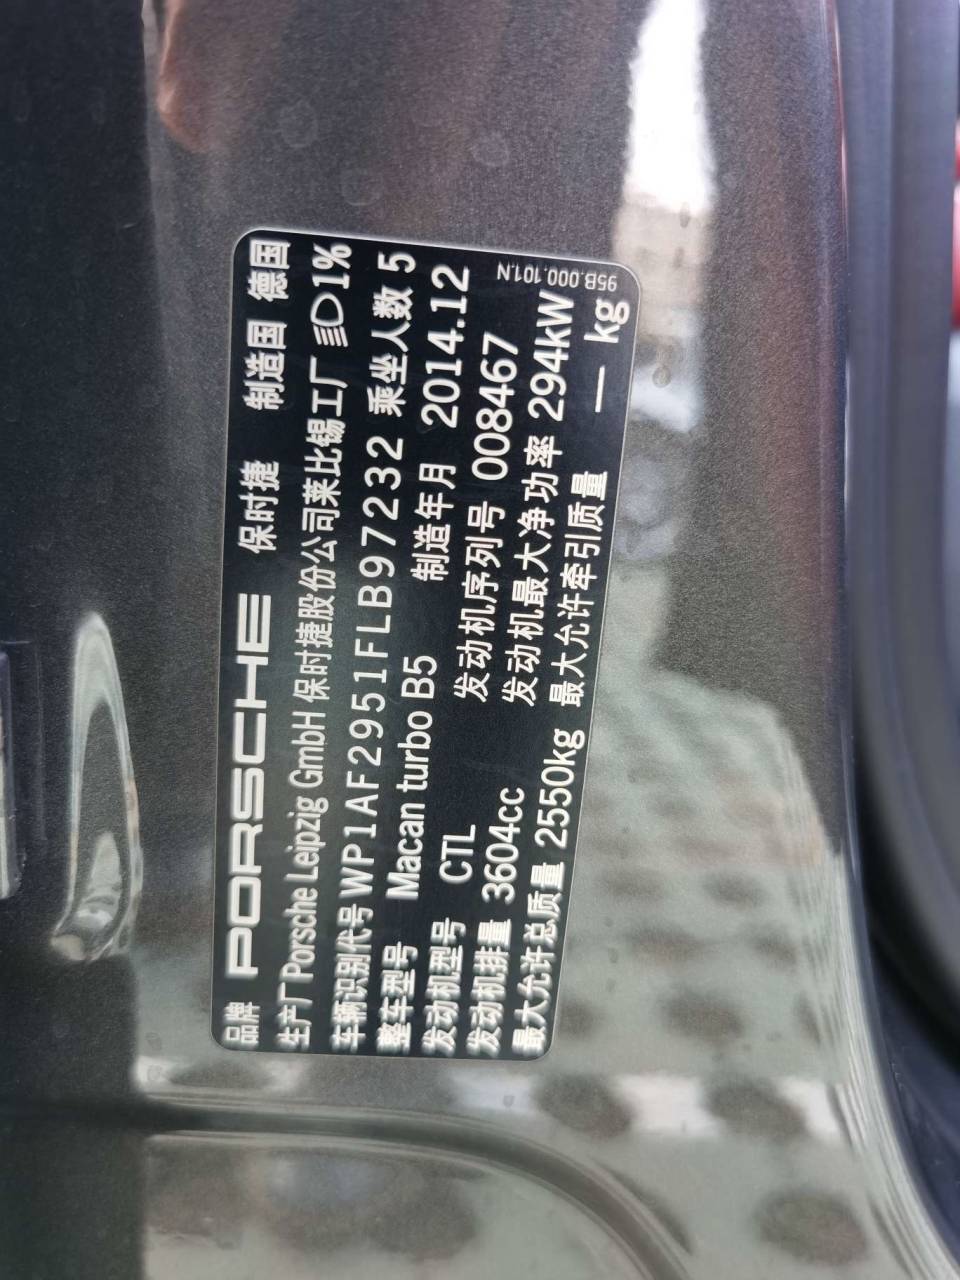 品牌 PORSCHE 保时捷 制造国 德国
生产厂 Porsche Leipzig GmbH 保时捷股份公司莱比锡工厂 1%
车辆识别代号 WP1AF2951FLB97232 乘坐人数 5
整车型号 Macan turbo B5 制造年月 2014.12
发动机型号 CTL 发动机序列号 008467
发动机排量 3604cc 发动机最大净功率 294kW
最大允许总质量 2550kg 最大允许牵引质量 — kg
95B.000.101.N